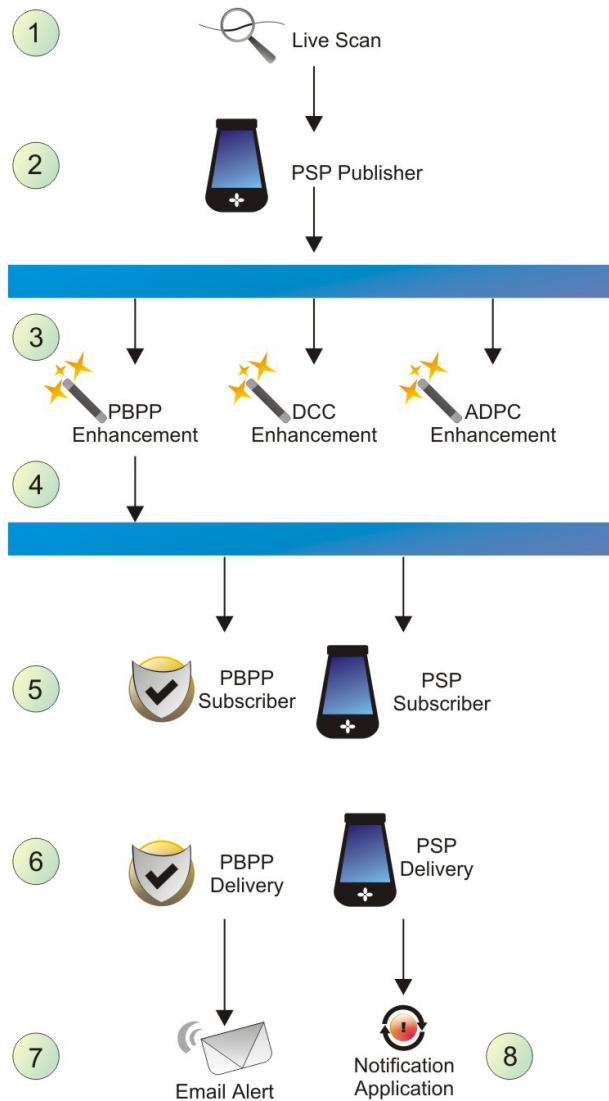 1
Live Scan
2
PSP Publisher
3
PBPP
Enhancement
DCC
Enhancement
ADPC
Enhancement
4
5
PBPP
Subscriber
PSP
Subscriber
6
PBPP
Delivery
PSP
Delivery
7
Email Alert
Notification
Application
8